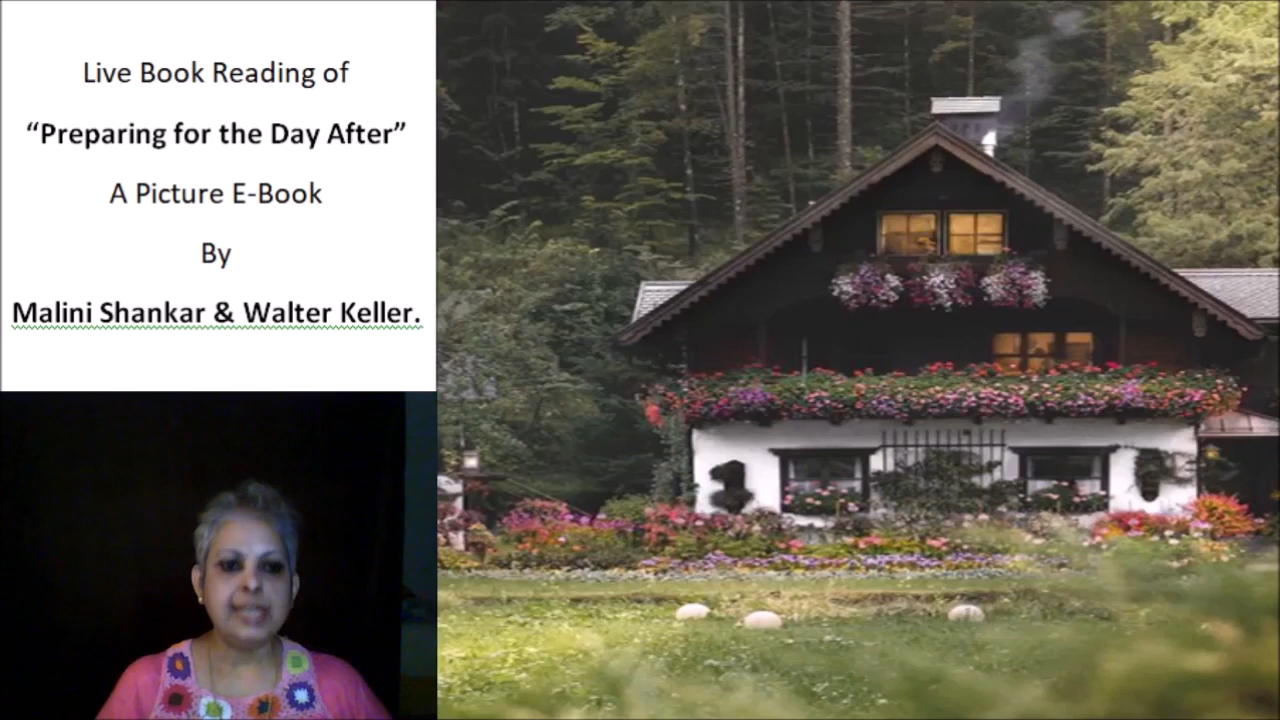 Live Book Reading of
“Preparing for the Day After”
A Picture E-Book
By
Malini Shankar & Walter Keller.